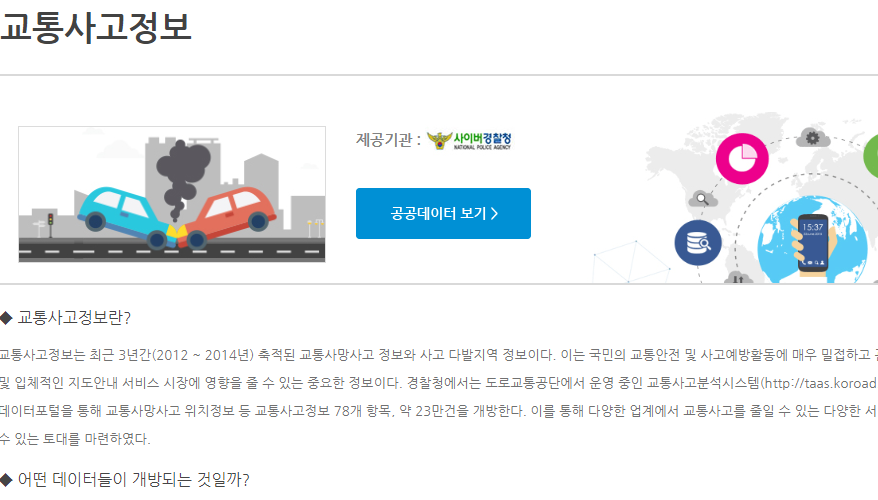 교통사고정보
제공기관 : 사이버경찰청
NATIONAL POLICE AGENCY
공공데이터 보기 >
15:37
◆ 교통사고정보란?
교통사고정보는 최근 3년간(2012 ~ 2014년) 축적된 교통사망사고 정보와 사고 다발지역 정보이다. 이는 국민의 교통안전 및 사고예방활동에 매우 밀접하고
및 입체적인 지도안내 서비스 시장에 영향을 줄 수 있는 중요한 정보이다. 경찰청에서는 도로교통공단에서 운영 중인 교통사고분석시스템(http://taas.koroad
데이터포털을 통해 교통사망사고 위치정보 등 교통사고정보 78개 항목, 약 23만건을 개방한다. 이를 통해 다양한 업계에서 교통사고를 줄일 수 있는 다양한 서
수 있는 토대를 마련하였다.
◆ 어떤 데이터들이 개방되는 것일까?